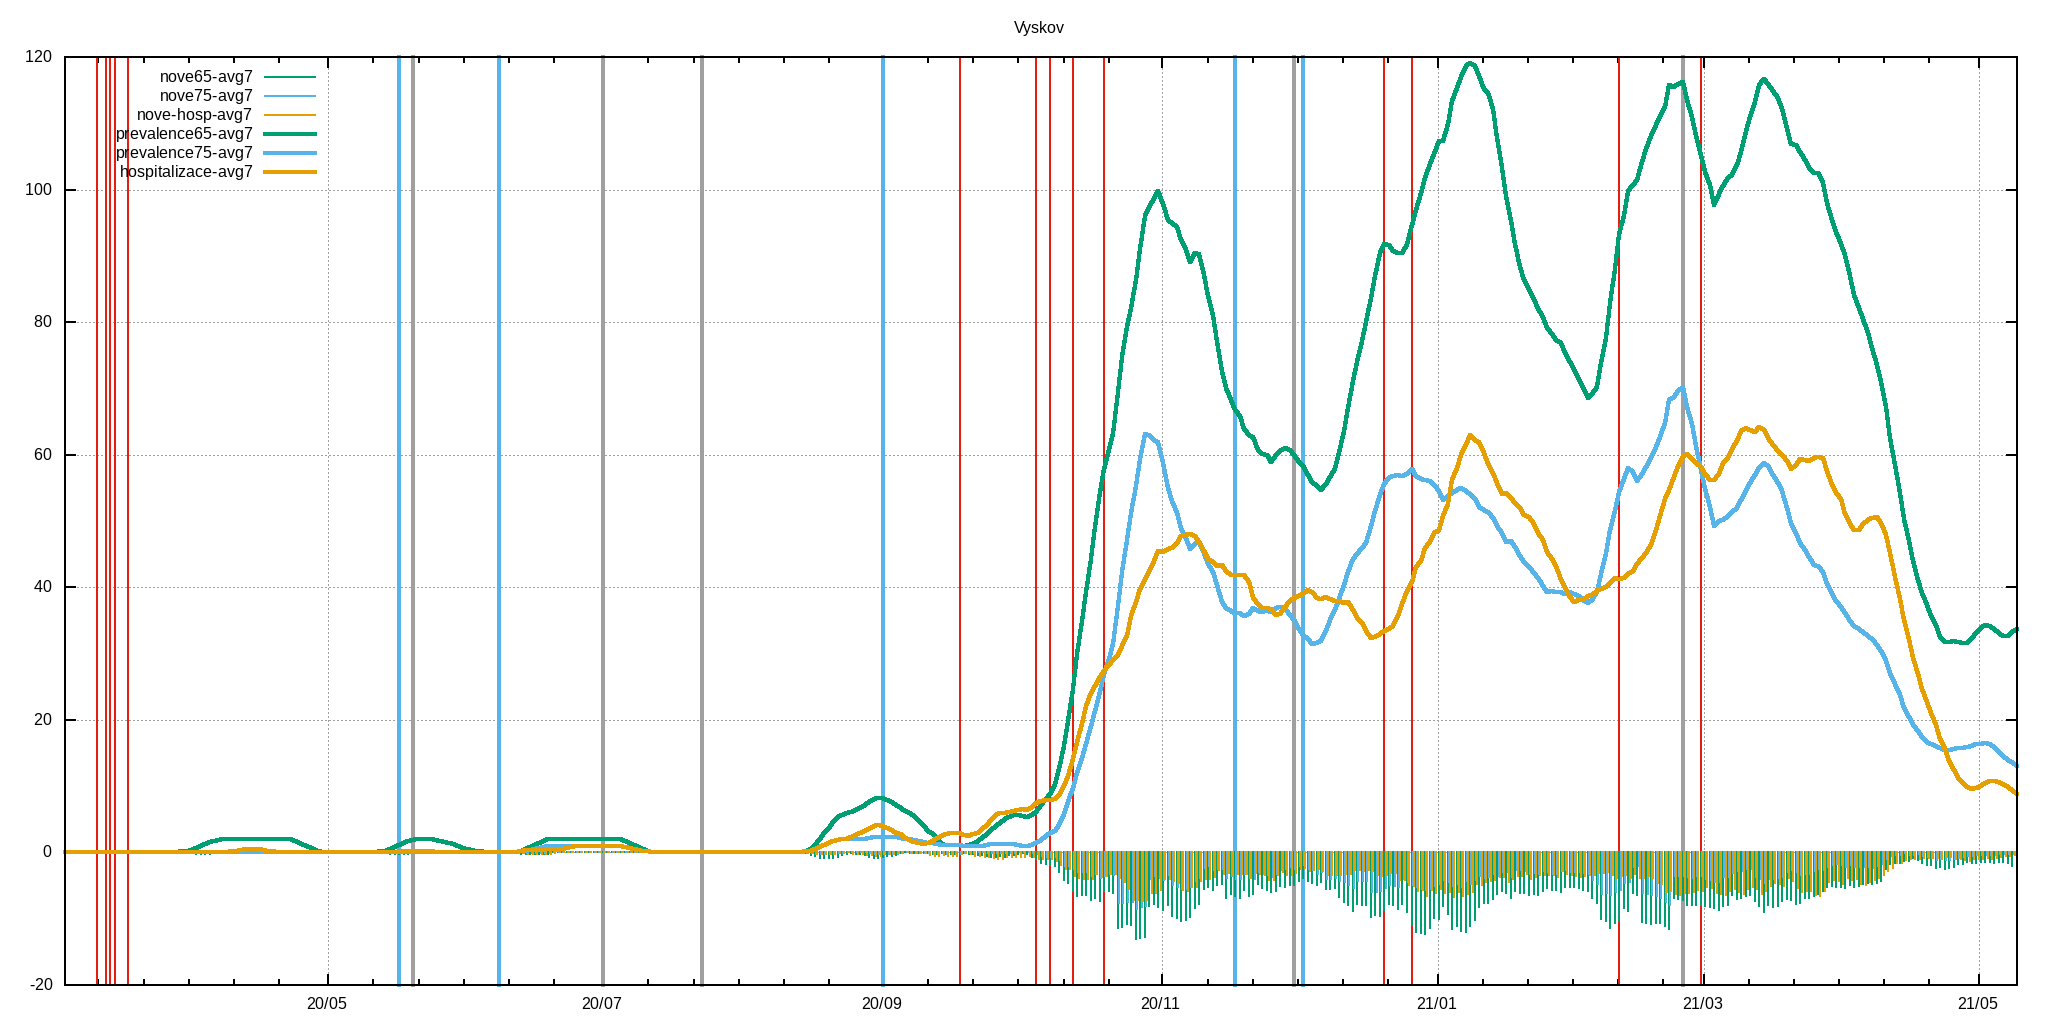 Vyskov
120
100
80
60
40
20
0
-20
nove65-avg7
nove75-avg7
nove-hosp-avg7
prevalence65-avg7
prevalence75-avg7
hospitalizace-avg7
20/05 20/07 20/09 20/11 21/01 21/03 21/05